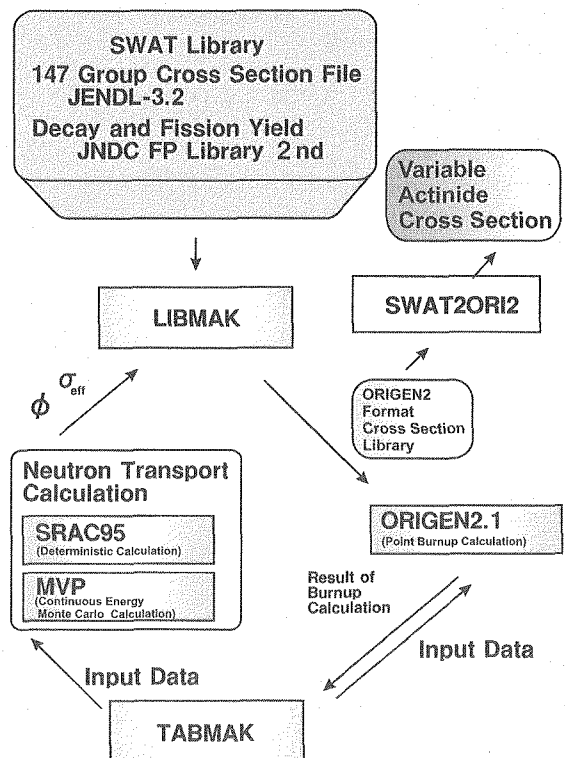 SWAT Library
147 Group Cross Section File
JENDL-3.2
Decay and Fission Yield
JNDC FP Library 2 nd
Variable
Actinide
Cross Section
LIBMAK
SWAT2ORI2
ϕ σeff
ORIGEN2
Format
Cross Section
Library
Neutron Transport
Calculation
SRAC95
(Deterministic Calculation)
MVP
(Continuous Energy
Monte Carlo Calculation)
ORIGEN2.1
(Point Burnup Calculation)
Result of
Burnup
Calculation
Input Data
Input Data
TABMAK